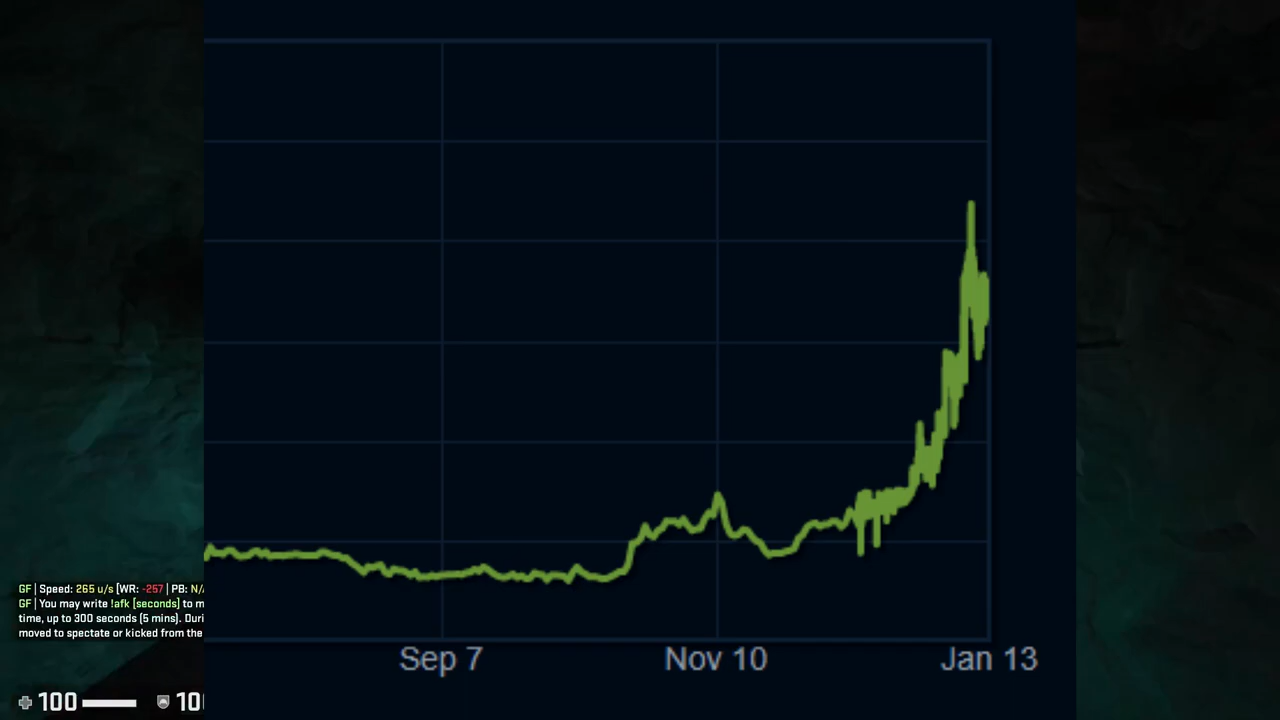 Sep 7
Nov 10
Jan 13
GF | Speed: 265 u/s [WR: -257 | PB: N/
GF | You may write !afk [seconds] to m
time, up to 300 seconds (5 mins). Duri
moved to spectate or kicked from the
100
10